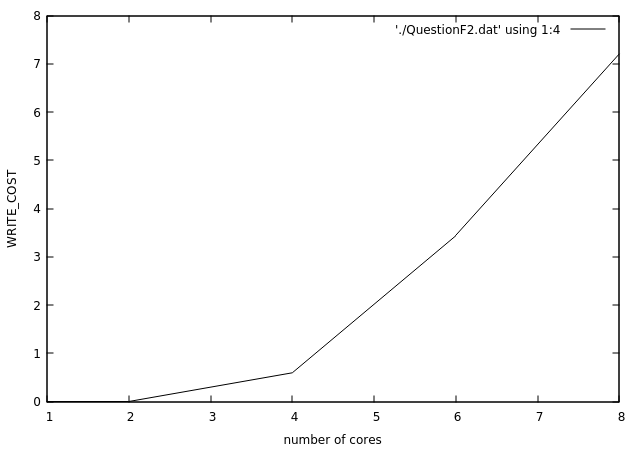 8
'./QuestionF2.dat' using 1:4
7
6
5
4
3
2
1
0
WRITE_COST
1 2 3 4 5 6 7 8
number of cores